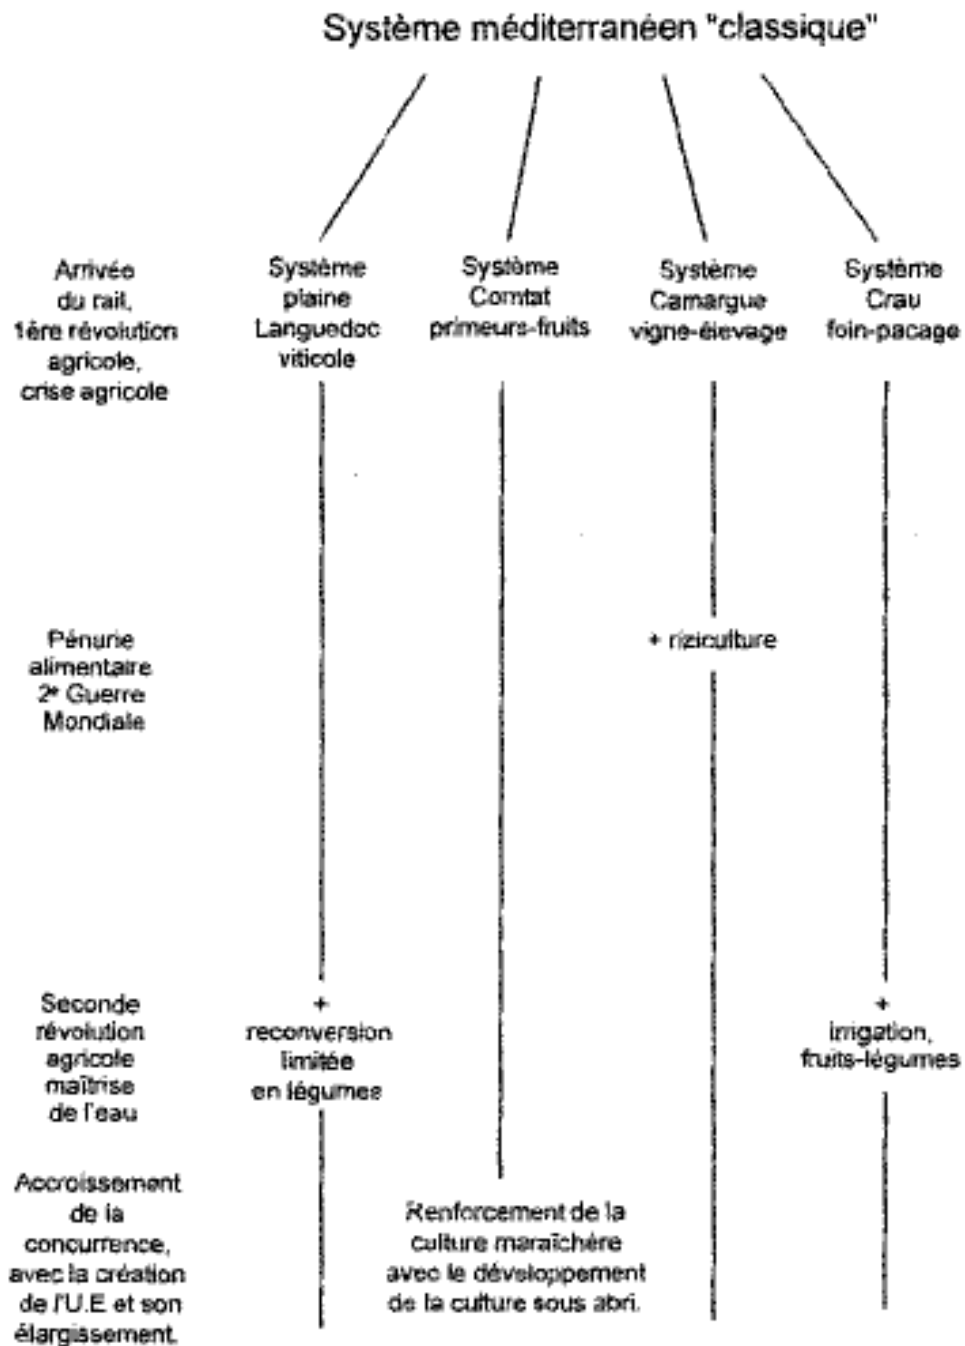 Système méditerranéen "classique"
Arrivée
du rail,
1ère révolution
agricole,
crise agricole
Système
plaine
Languedoc
viticole
Système
Comtat
primeurs-fruits
Système
Camargue
vigne-élevage
Système
Crau
foin-pacage
Pénurie
alimentaire
2e Guerre
Mondiale
+ riziculture
Seconde
révolution
agricole
maîtrise
de l'eau
+
reconversion
limitée
en légumes
+
irrigation,
fruits-légumes
Accroissement
de la
concurrence,
avec la création
de l'U.E et son
élargissement.
Renforcement de la
culture maraîchère
avec le développement
de la culture sous abri.